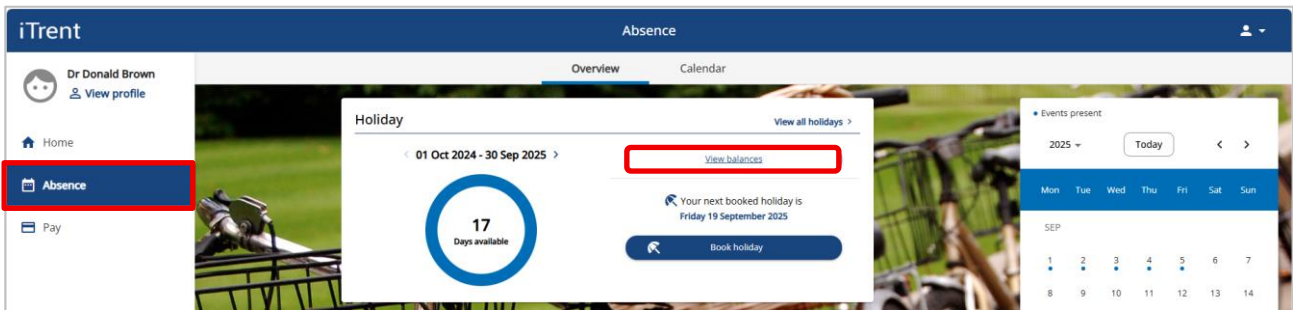 iTrent
Absence
Dr Donald Brown
View profile
Home
Absence
Pay
Overview Calendar
Holiday
View all holidays >
< 01 Oct 2024 - 30 Sep 2025 >
17
Days available
View balances
Your next booked holiday is
Friday 19 September 2025
Book holiday
Events present
2025 Today < >
Mon Tue Wed Thu Fri Sat Sun
SEP
1 2 3 4 5 6 7
8 9 10 11 12 13 14